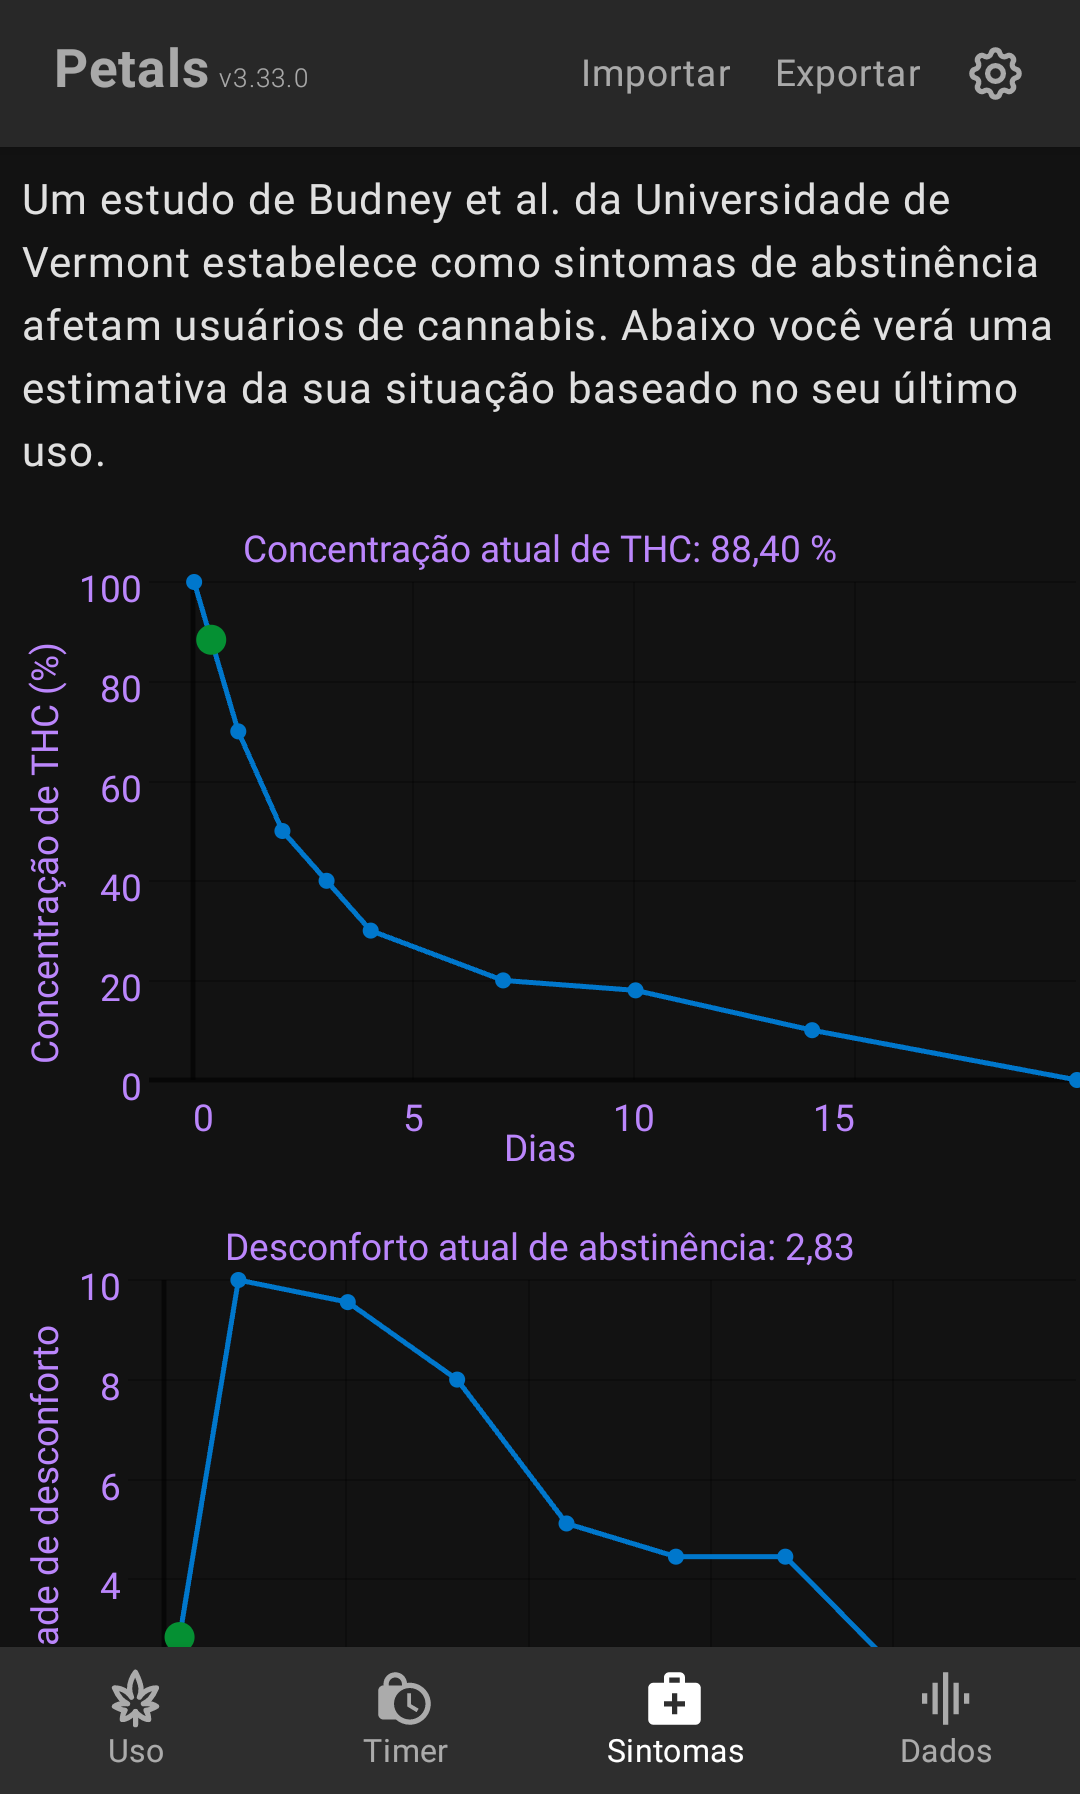 Petals v3.33.0 Importar Exportar
Um estudo de Budney et al. da Universidade de
Vermont estabelece como sintomas de abstinência
afetam usuários de cannabis. Abaixo você verá uma
estimativa da sua situação baseado no seu último
uso.
Concentração atual de THC: 88,40 %
Concentração de THC (%)
100
80
60
40
20
0
0 5 10 15
Dias
Desconforto atual de abstinência: 2,83
ade de desconforto
10
8
6
4
Uso Timer Sintomas Dados